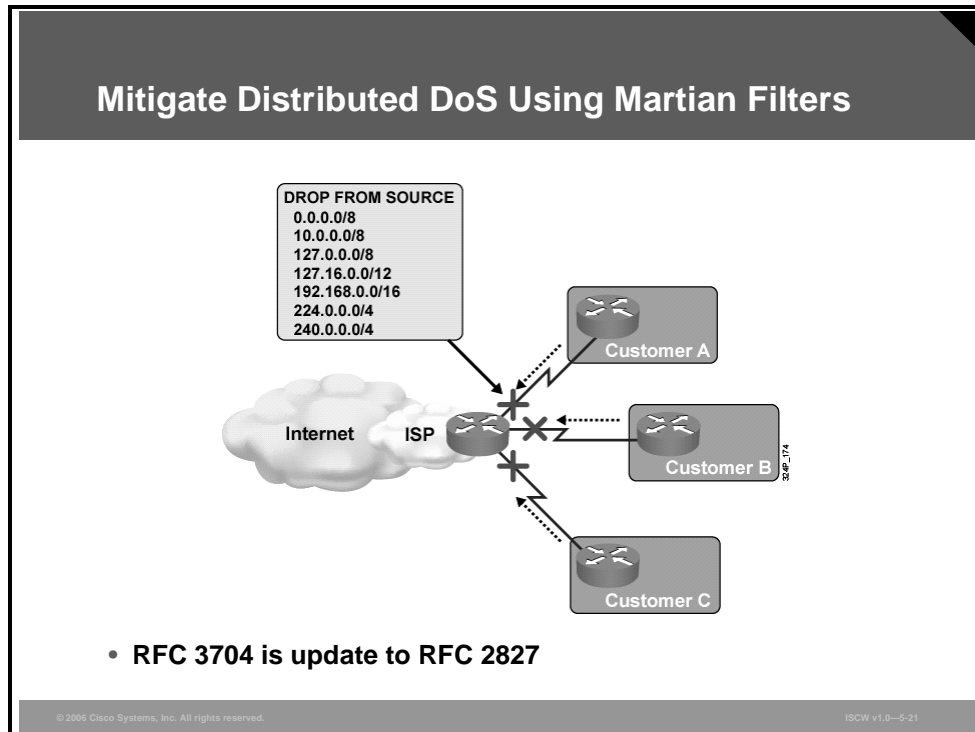 Mitigate Distributed DoS Using Martian Filters
DROP FROM SOURCE
0.0.0.0/8
10.0.0.0/8
127.0.0.0/8
127.16.0.0/12
192.168.0.0/16
224.0.0.0/4
240.0.0.0/4
Customer A
Internet
ISP
Customer B
324P_174
Customer C
• RFC 3704 is update to RFC 2827
© 2006 Cisco Systems, Inc. All rights reserved.
ISCW v1.0—5-21